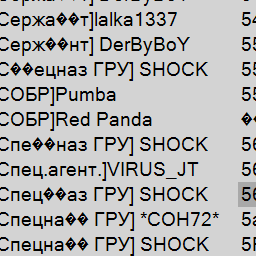 Сержа��т]lalka1337 54
Серж��нт] DerByBoY 55
С��ецназ ГРУ] SHOCK 55
СОБР]Pumba 55
СОБР]Red Panda ��
Спе��наз ГРУ] SHOCK 56
Спец.агент.]VIRUS_JT 56
Спец��аз ГРУ] SHOCK 56
Спецна�� ГРУ] *COH72* 5a
Спецна�� ГРУ] SHOCK 5F